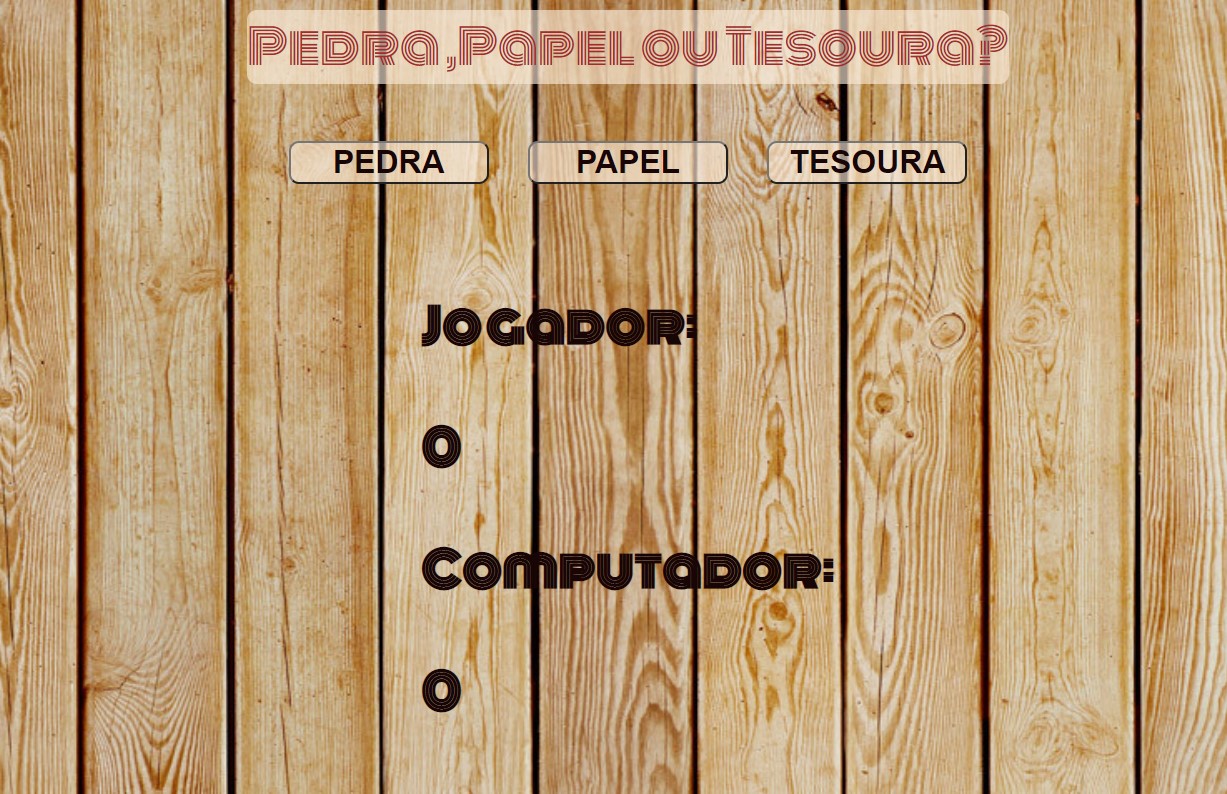 Pedra ,Papel ou Tesoura?
PEDRA PAPEL TESOURA
Jogador:
0
Computador:
0